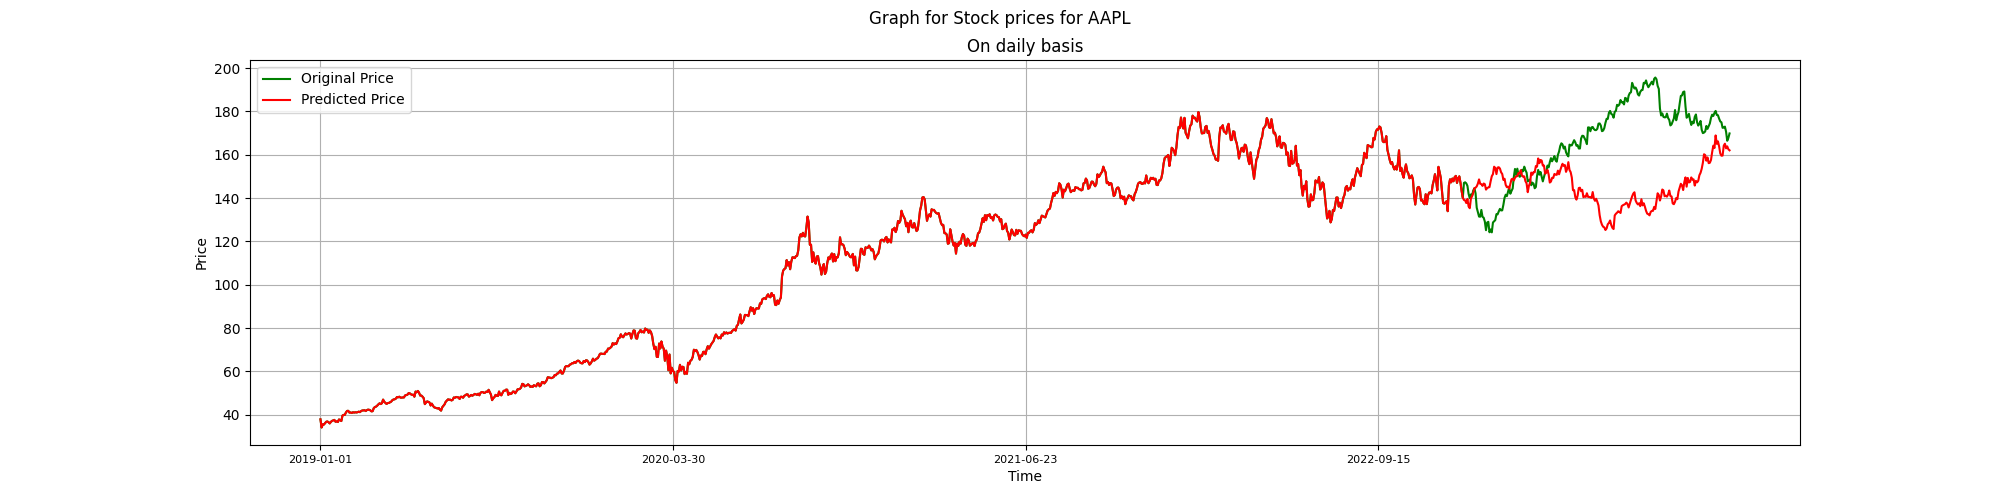 Graph for Stock prices for AAPL
On daily basis
Original Price
Predicted Price
200
180
160
140
120
100
80
60
40
Price
2019-01-01
2020-03-30
2021-06-23
2022-09-15
Time